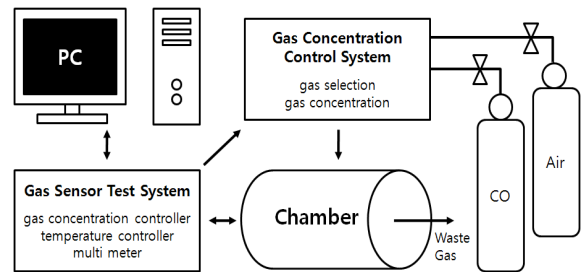 PC
Gas Concentration
Control System
gas selection
gas concentration
Air
CO
Gas Sensor Test System
gas concentration controller
temperature controller
multi meter
Chamber
Waste
Gas